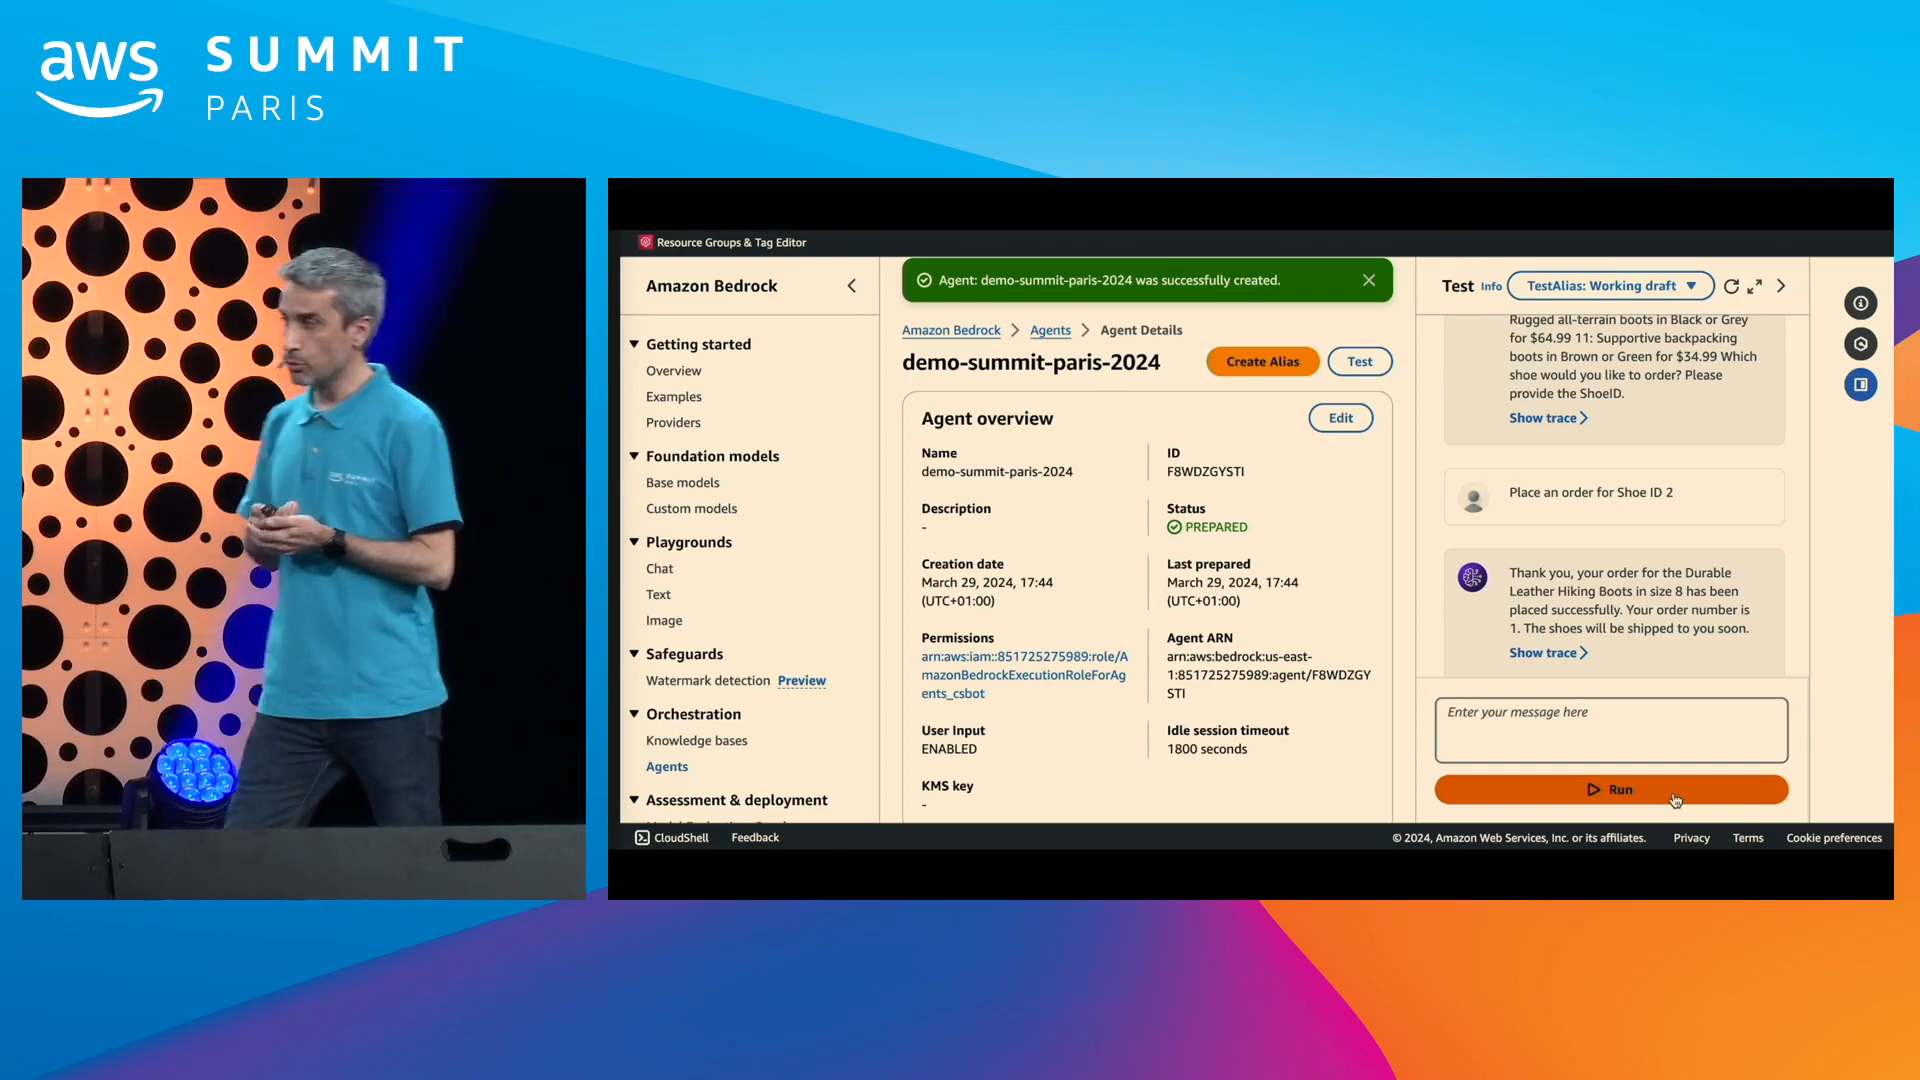 aws
SUMMIT
PARIS
Resource Groups & Tag Editor
Amazon Bedrock
Getting started
Overview
Examples
Providers
Foundation models
Base models
Custom models
Playgrounds
Chat
Text
Image
Safeguards
Watermark detection Preview
Orchestration
Knowledge bases
Agents
Assessment & deployment
Agent: demo-summit-paris-2024 was successfully created.
Amazon Bedrock > Agents > Agent Details
demo-summit-paris-2024
Create Alias
Test
Agent overview
Edit
Name
demo-summit-paris-2024
ID
F8WDZGYSTI
Description
-
Status
PREPARED
Creation date
March 29, 2024, 17:44
(UTC+01:00)
Last prepared
March 29, 2024, 17:44
(UTC+01:00)
Permissions
arn:aws:iam::851725275989:role/A
mazonBedrockExecutionRoleForAg
ents_csbot
Agent ARN
arn:aws:bedrock:us-east-
1:851725275989:agent/F8WDZGY
STI
User Input
ENABLED
Idle session timeout
1800 seconds
KMS key
-
Test Info TestAlias: Working draft
Rugged all-terrain boots in Black or Grey
for $64.99 11: Supportive backpacking
boots in Brown or Green for $34.99 Which
shoe would you like to order? Please
provide the ShoeID.
Show trace >
Place an order for Shoe ID 2
Thank you, your order for the Durable
Leather Hiking Boots in size 8 has been
placed successfully. Your order number is
1. The shoes will be shipped to you soon.
Show trace >
Enter your message here
Run
CloudShell Feedback
© 2024, Amazon Web Services, Inc. or its affiliates. Privacy Terms Cookie preferences
aws SUMMIT